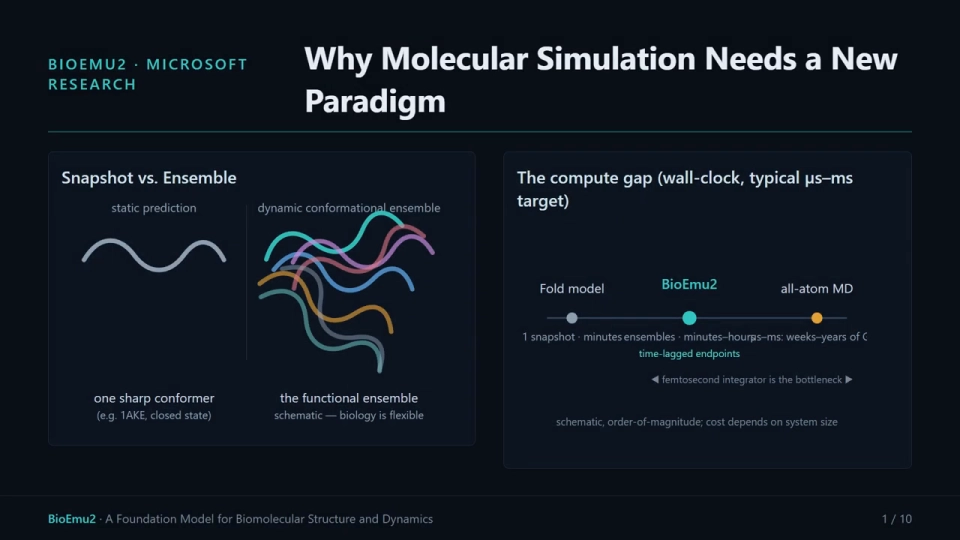 BIOEMU2 · MICROSOFT
RESEARCH
Why Molecular Simulation Needs a New
Paradigm
Snapshot vs. Ensemble
static prediction
dynamic conformational ensemble
one sharp conformer
(e.g. 1AKE, closed state)
the functional ensemble
schematic — biology is flexible
The compute gap (wall-clock, typical µs–ms
target)
Fold model
BioEmu2
all-atom MD
1 snapshot · minutes
ensembles · minutes–hours
µs–ms: weeks–years of
time-lagged endpoints
◀ femtosecond integrator is the bottleneck ▶
schematic, order-of-magnitude; cost depends on system size
BioEmu2 · A Foundation Model for Biomolecular Structure and Dynamics
1 / 10